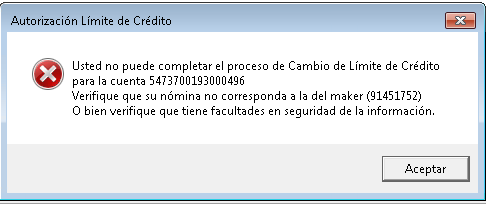 Autorización Límite de Crédito
Usted no puede completar el proceso de Cambio de Límite de Crédito
para la cuenta 5473700193000496
Verifique que su nómina no corresponda a la del maker (91451752)
O bien verifique que tiene facultades en seguridad de la información.
Aceptar